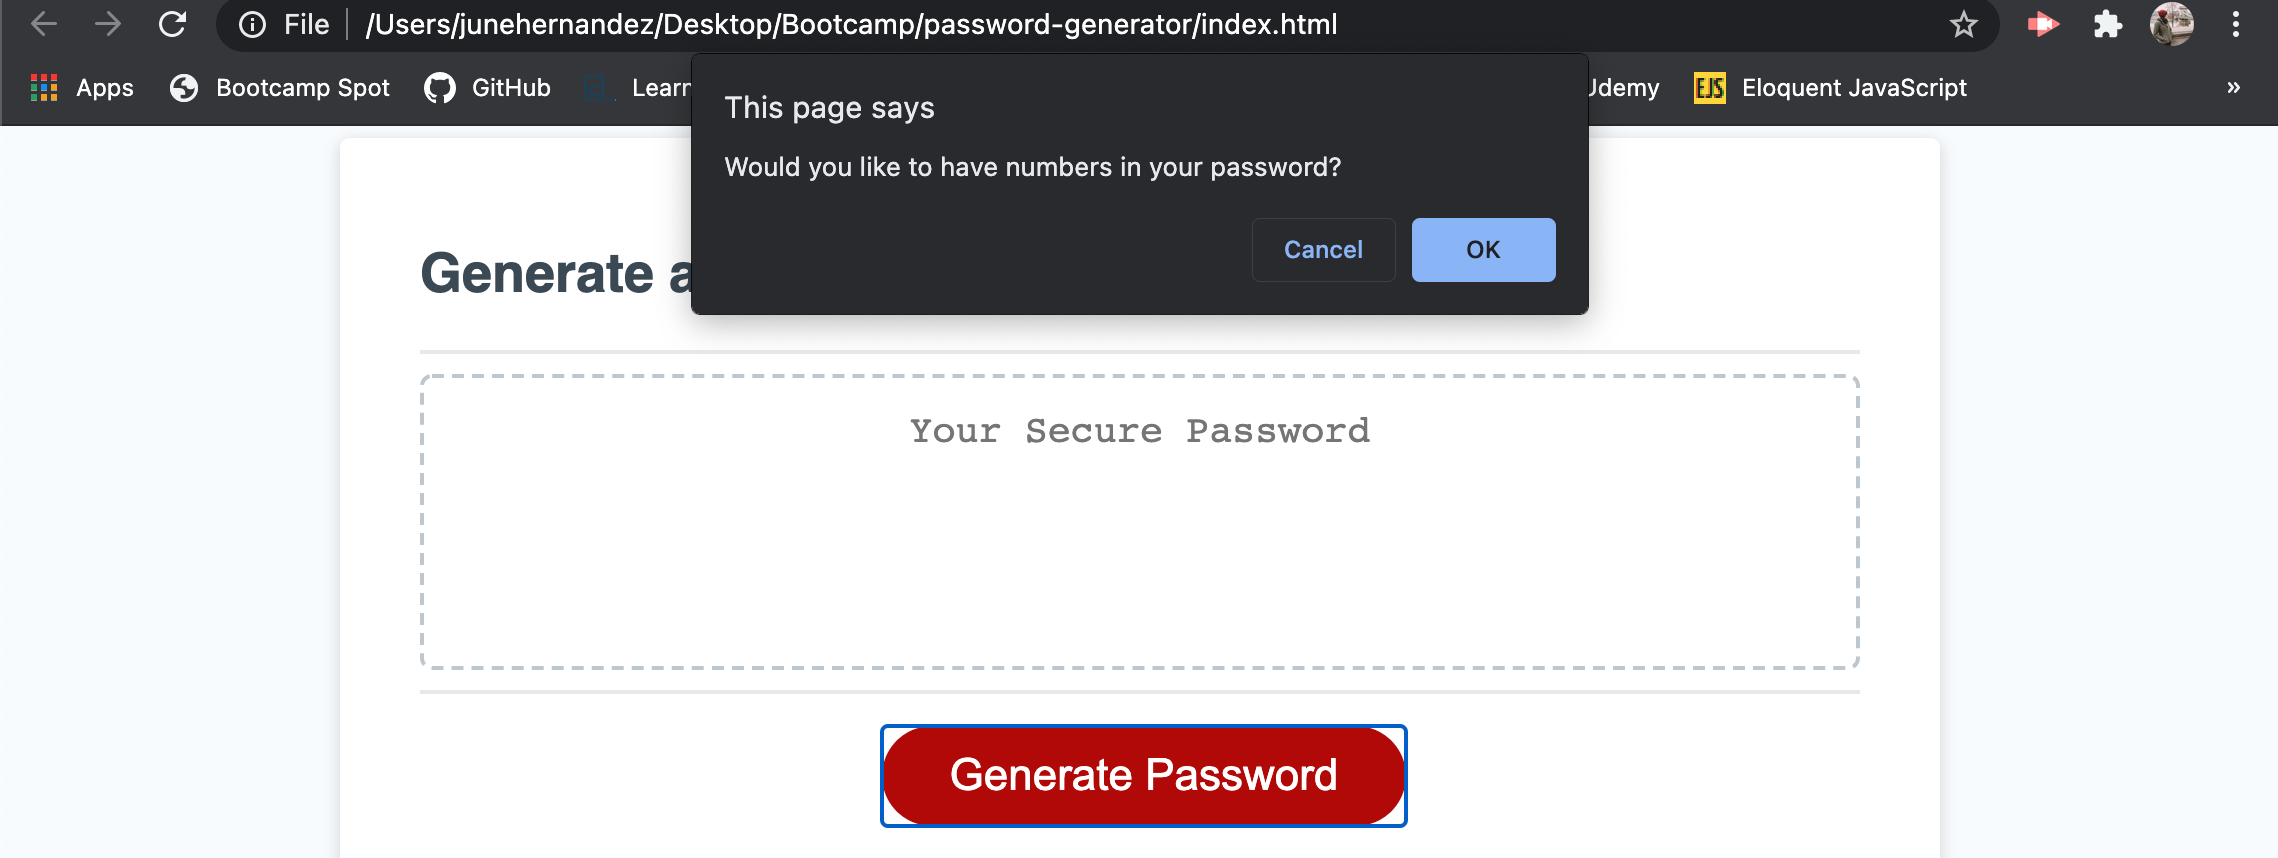 File /Users/junehernandez/Desktop/Bootcamp/password-generator/index.html
Apps Bootcamp Spot GitHub Learn Udemy EJS Eloquent JavaScript »
This page says
Would you like to have numbers in your password?
Cancel OK
Generate a
Your Secure Password
Generate Password